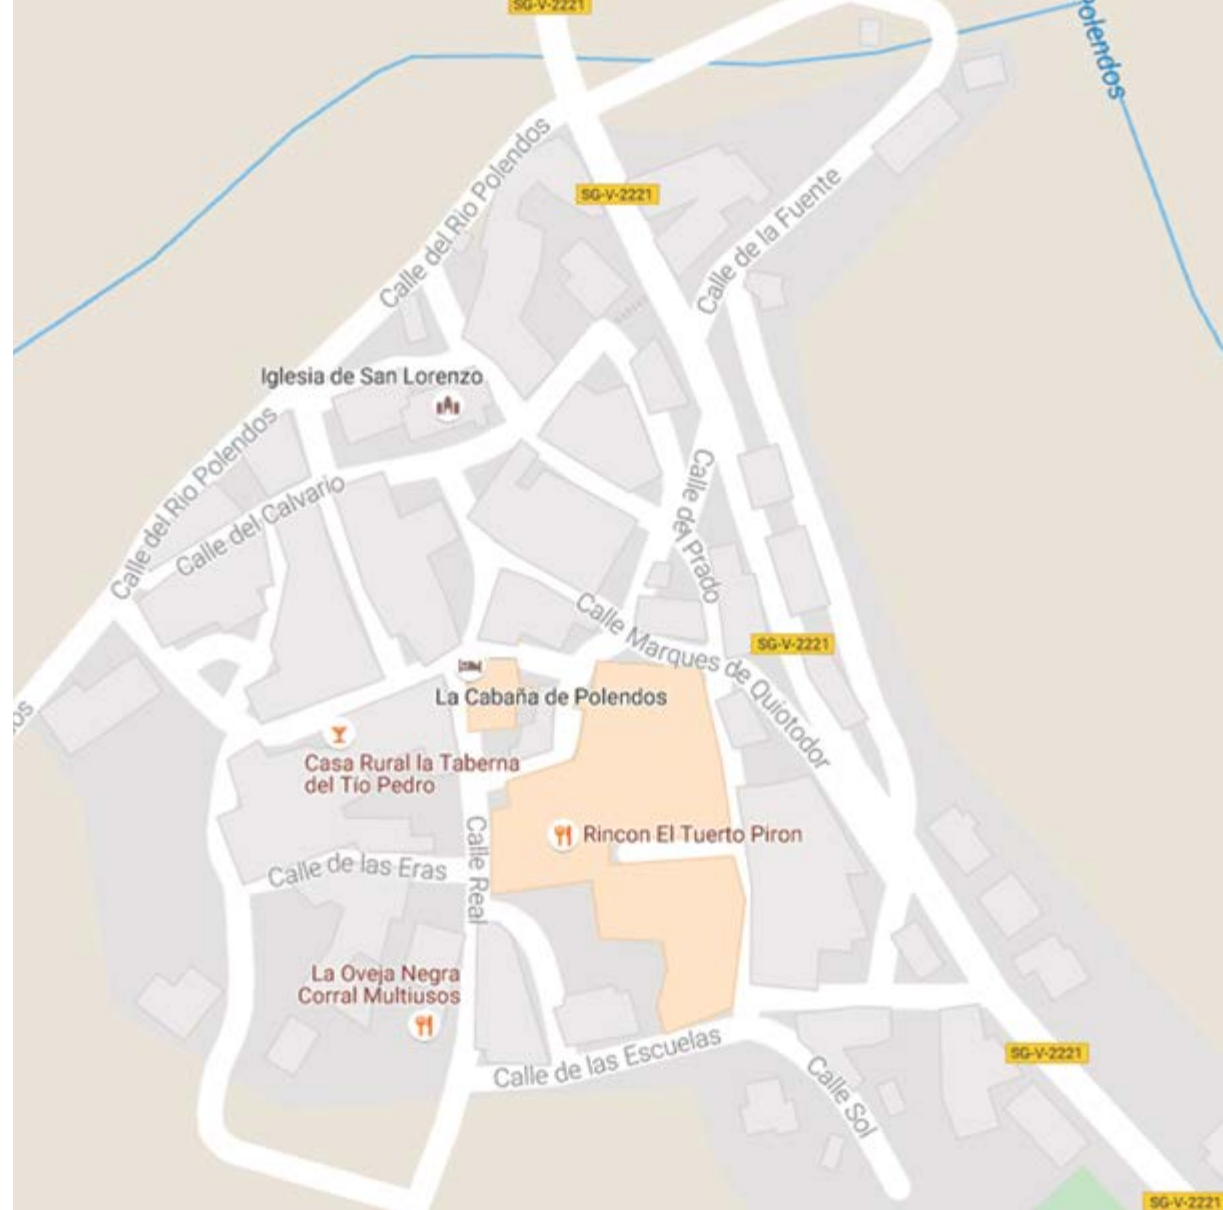 SG-V-2221
Polendos
Calle del Rio Polendos
SG-V-2221
Calle de la Fuente
Iglesia de San Lorenzo
Calle del Rio Polendos
Calle del Calvario
Calle del Prado
Calle Marques de Quiotodor
SG-V-2221
La Cabaña de Polendos
os
Casa Rural la Taberna
del Tío Pedro
Rincon El Tuerto Piron
Calle Real
Calle de las Eras
La Oveja Negra
Corral Multiusos
Calle de las Escuelas
SG-V-2221
Calle Sol
SG-V-2221